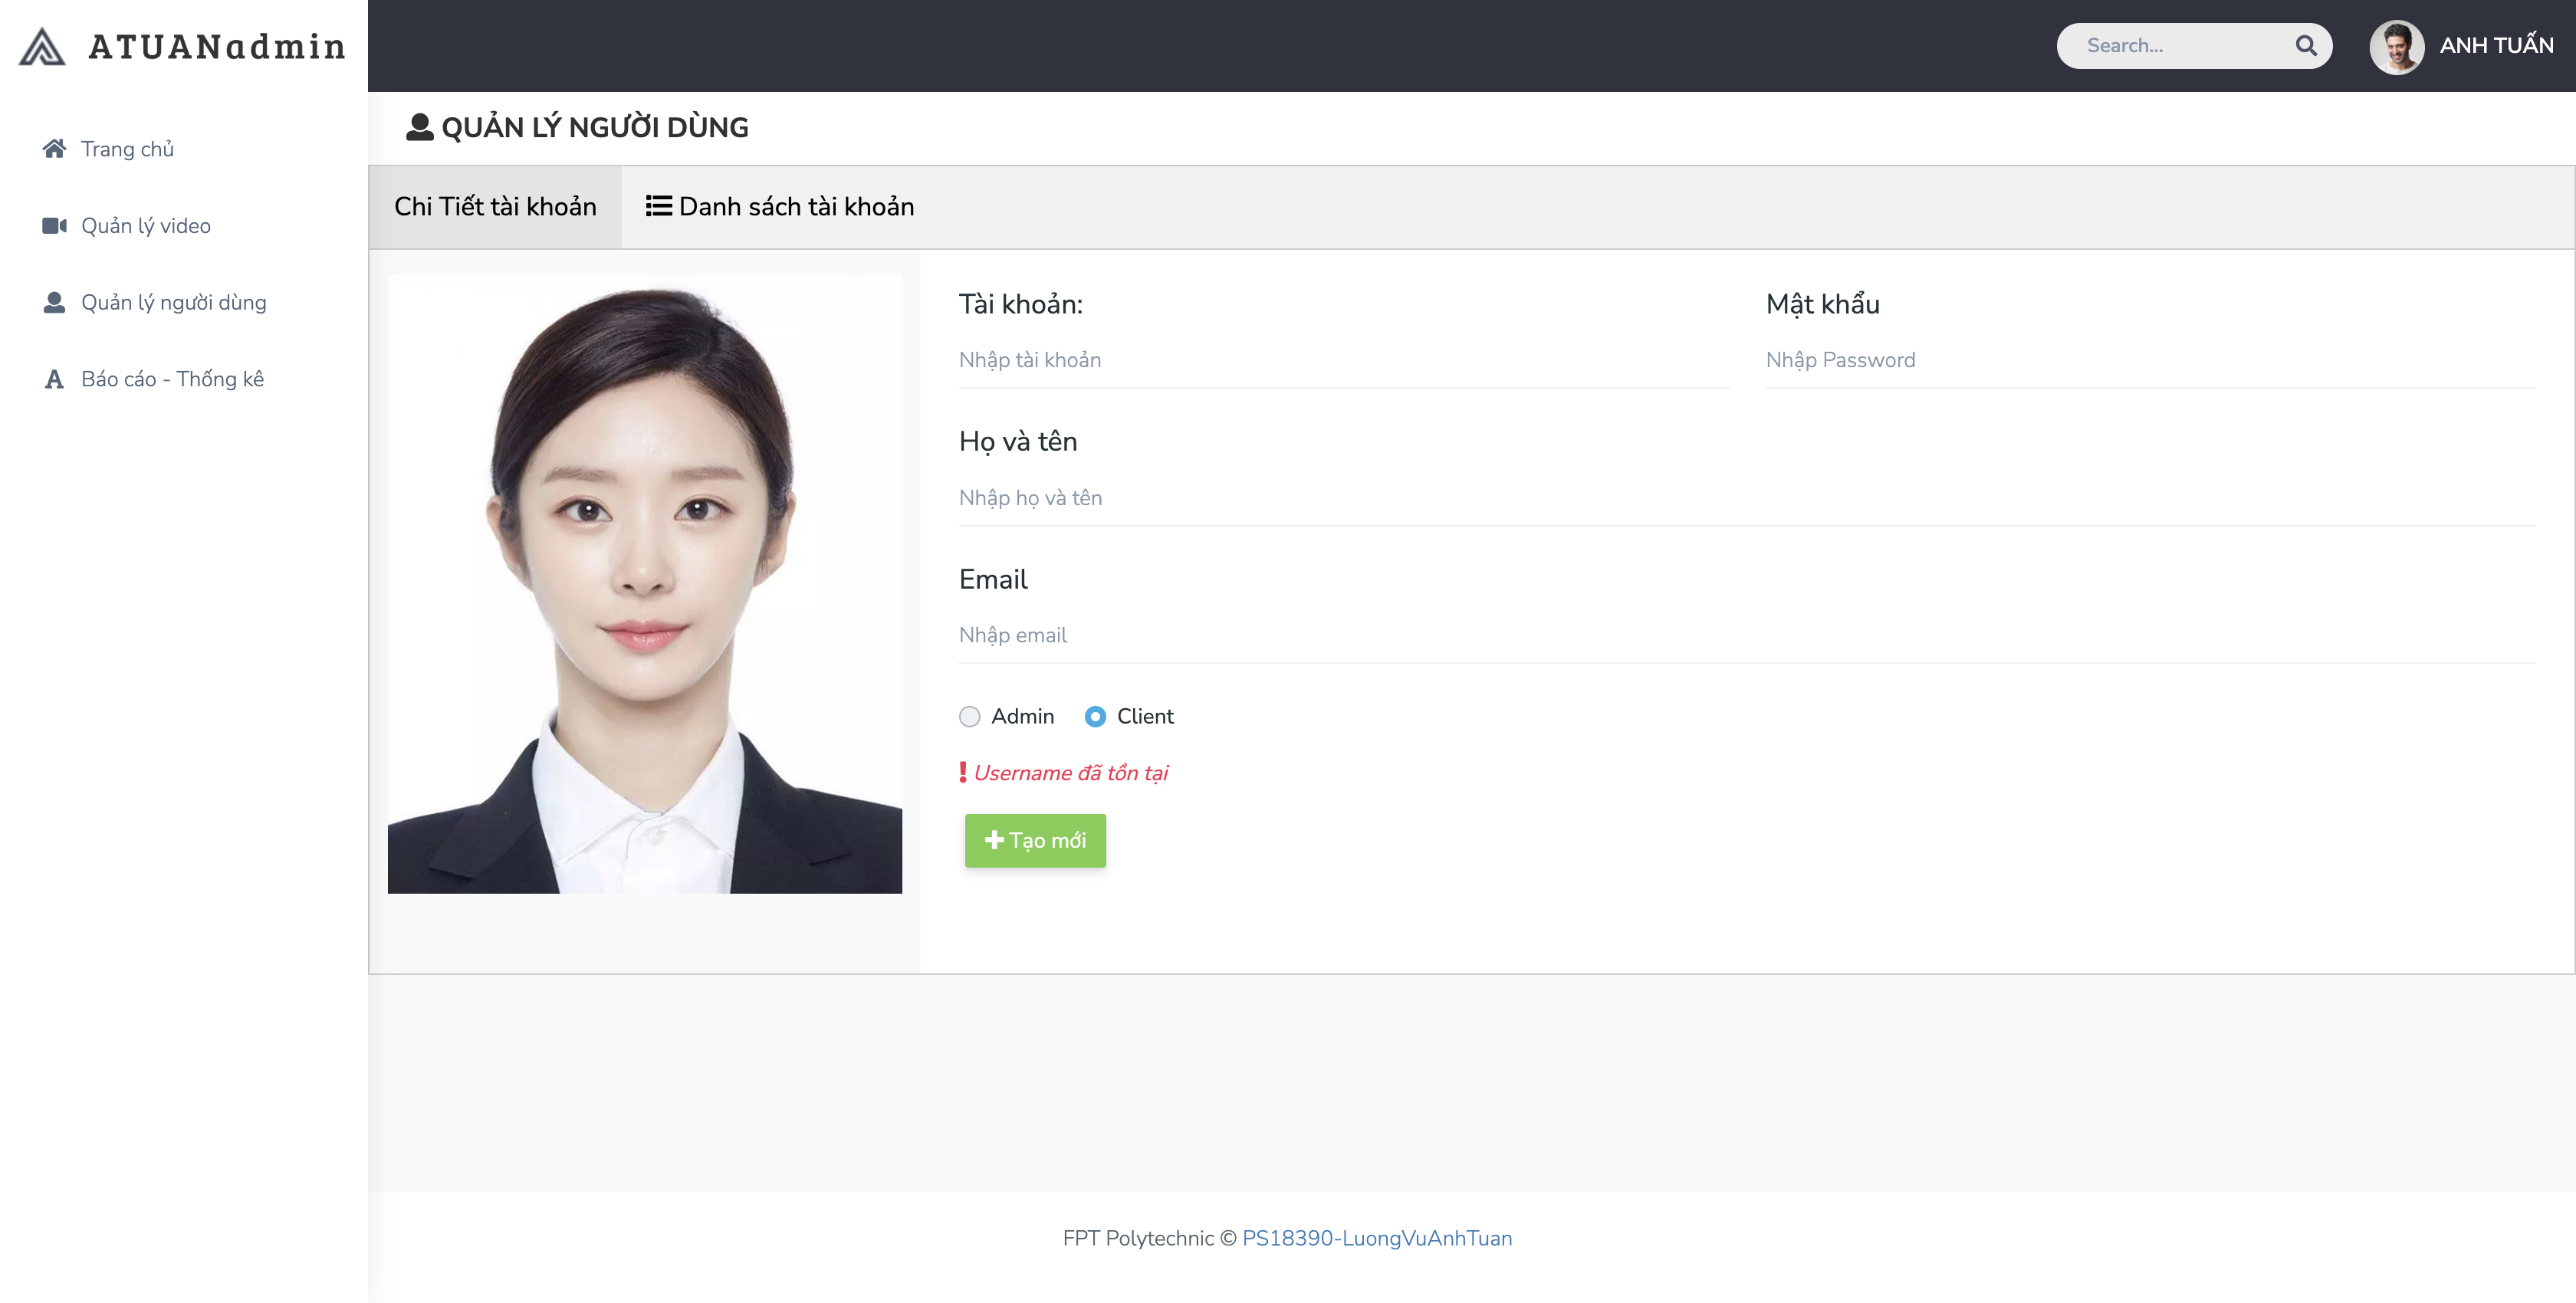 ATUANadmin
Search...
ANH TUẤN
Trang chủ
Quản lý video
Quản lý người dùng
Báo cáo - Thống kê
QUẢN LÝ NGƯỜI DÙNG
Chi Tiết tài khoản
Danh sách tài khoản
Tài khoản:
Mật khẩu
Nhập tài khoản
Nhập Password
Họ và tên
Nhập họ và tên
Email
Nhập email
Admin
Client
Username đã tồn tại
Tạo mới
FPT Polytechnic © PS18390-LuongVuAnhTuan